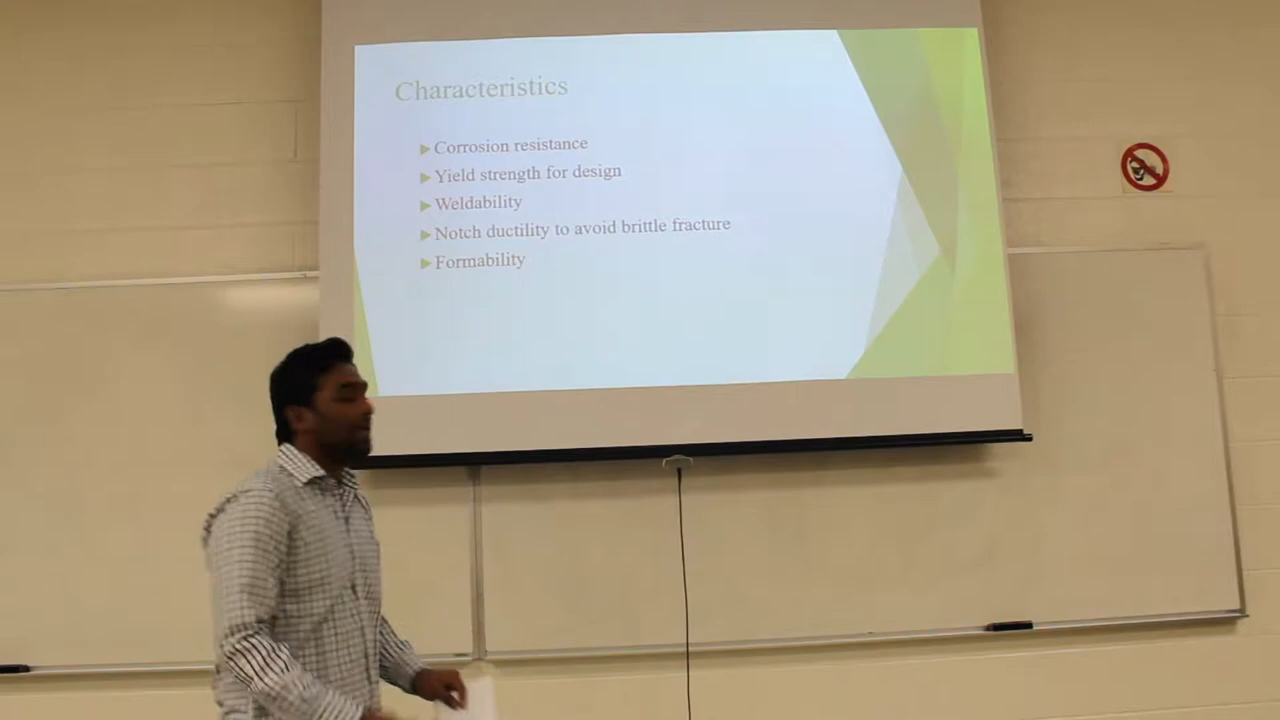 Characteristics
Corrosion resistance
Yield strength for design
Weldability
Notch ductility to avoid brittle fracture
Formability